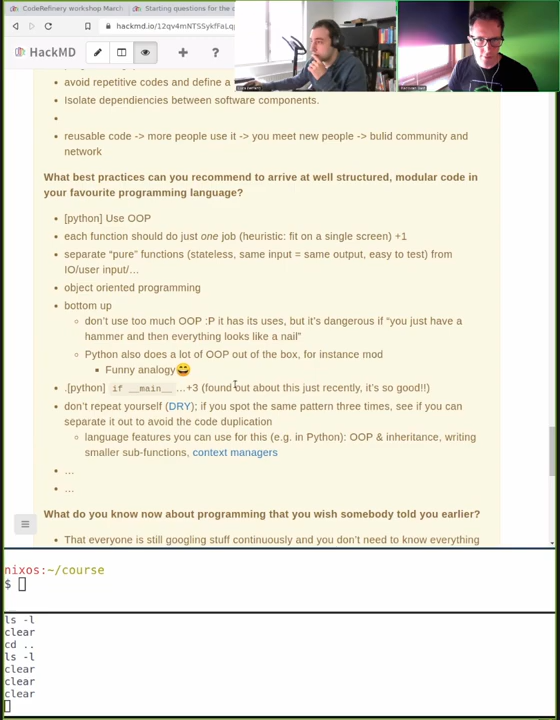 CodeRefinery workshop March
Starting questions for the
hackmd.io/12qv4mNTSSykfFaLq
HackMD
avoid repetitive codes and define a
Isolate dependencies between software components.
reusable code -> more people use it -> you meet new people -> bulid community and
network
What best practices can you recommend to arrive at well structured, modular code in
your favourite programming language?
[python] Use OOP
each function should do just one job (heuristic: fit on a single screen) +1
separate “pure” functions (stateless, same input = same output, easy to test) from
IO/user input/…
object oriented programming
bottom up
don’t use too much OOP :P it has its uses, but it’s dangerous if “you just have a
hammer and then everything looks like a nail”
Python also does a lot of OOP out of the box, for instance mod
Funny analogy😄
.[python] if __main__ …+3 (found out about this just recently, it’s so good!!)
don’t repeat yourself (DRY); if you spot the same pattern three times, see if you can
separate it out to avoid the code duplication
language features you can use for this (e.g. in Python): OOP & inheritance, writing
smaller sub-functions, context managers
…
…
What do you know now about programming that you wish somebody told you earlier?
That everyone is still googling stuff continuously and you don’t need to know everything
nixos:~/course
$
ls -l
clear
cd ..
ls -l
clear
clear
clear